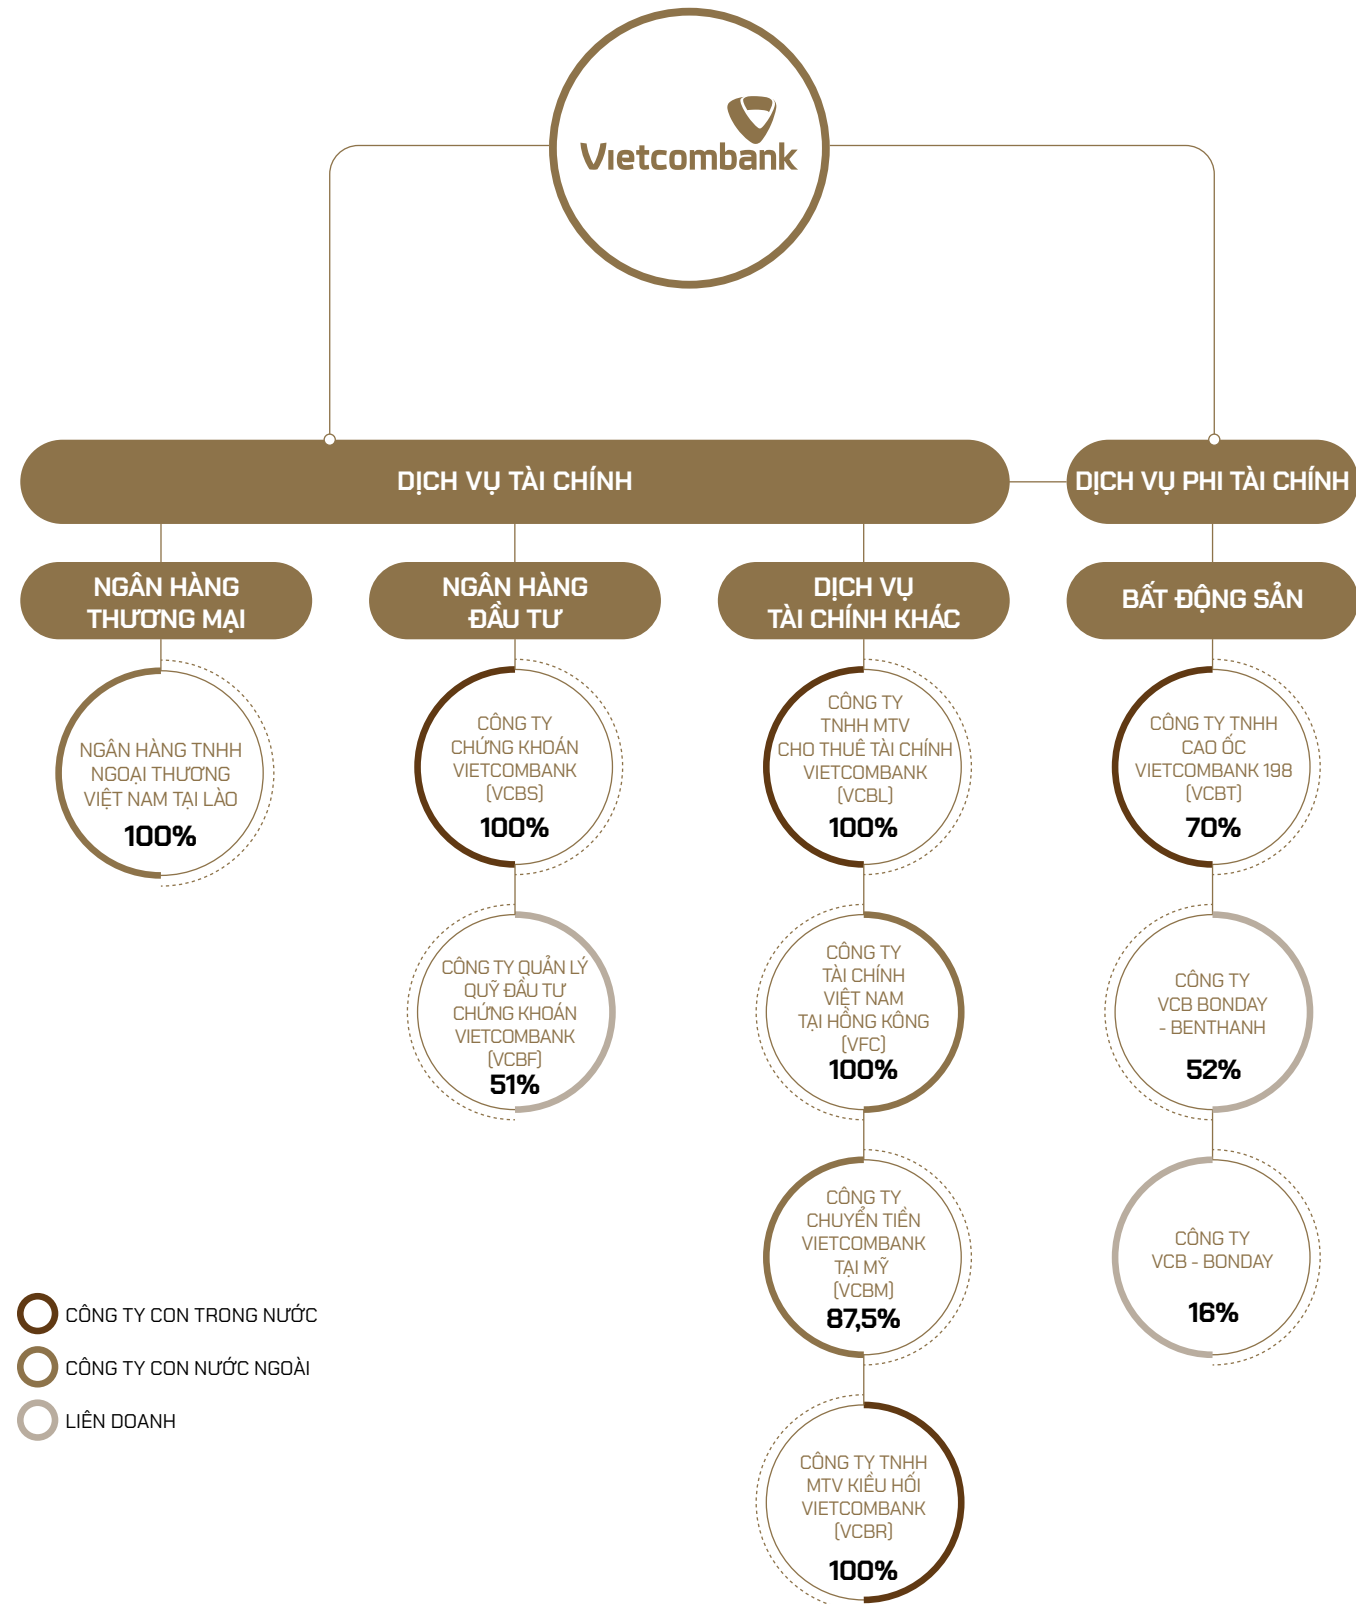 Vietcombank
DỊCH VỤ TÀI CHÍNH
DỊCH VỤ PHI TÀI CHÍNH
NGÂN HÀNG
THƯƠNG MẠI
NGÂN HÀNG
ĐẦU TƯ
DỊCH VỤ
TÀI CHÍNH KHÁC
BẤT ĐỘNG SẢN
NGÂN HÀNG TNHH
NGOẠI THƯƠNG
VIỆT NAM TẠI LÀO
100%
CÔNG TY
CHỨNG KHOÁN
VIETCOMBANK
(VCBS)
100%
CÔNG TY QUẢN LÝ
QUỸ ĐẦU TƯ
CHỨNG KHOÁN
VIETCOMBANK
(VCBF)
51%
CÔNG TY
TNHH MTV
CHO THUÊ TÀI CHÍNH
VIETCOMBANK
(VCBL)
100%
CÔNG TY
TÀI CHÍNH
VIỆT NAM
TẠI HỒNG KÔNG
(VFC)
100%
CÔNG TY
CHUYỂN TIỀN
VIETCOMBANK
TẠI MỸ
(VCBM)
87,5%
CÔNG TY TNHH
MTV KIỀU HỐI
VIETCOMBANK
(VCBR)
100%
CÔNG TY TNHH
CAO ỐC
VIETCOMBANK 198
(VCBT)
70%
CÔNG TY
VCB BONDAY
- BENTHANH
52%
CÔNG TY
VCB - BONDAY
16%
CÔNG TY CON TRONG NƯỚC
CÔNG TY CON NƯỚC NGOÀI
LIÊN DOANH